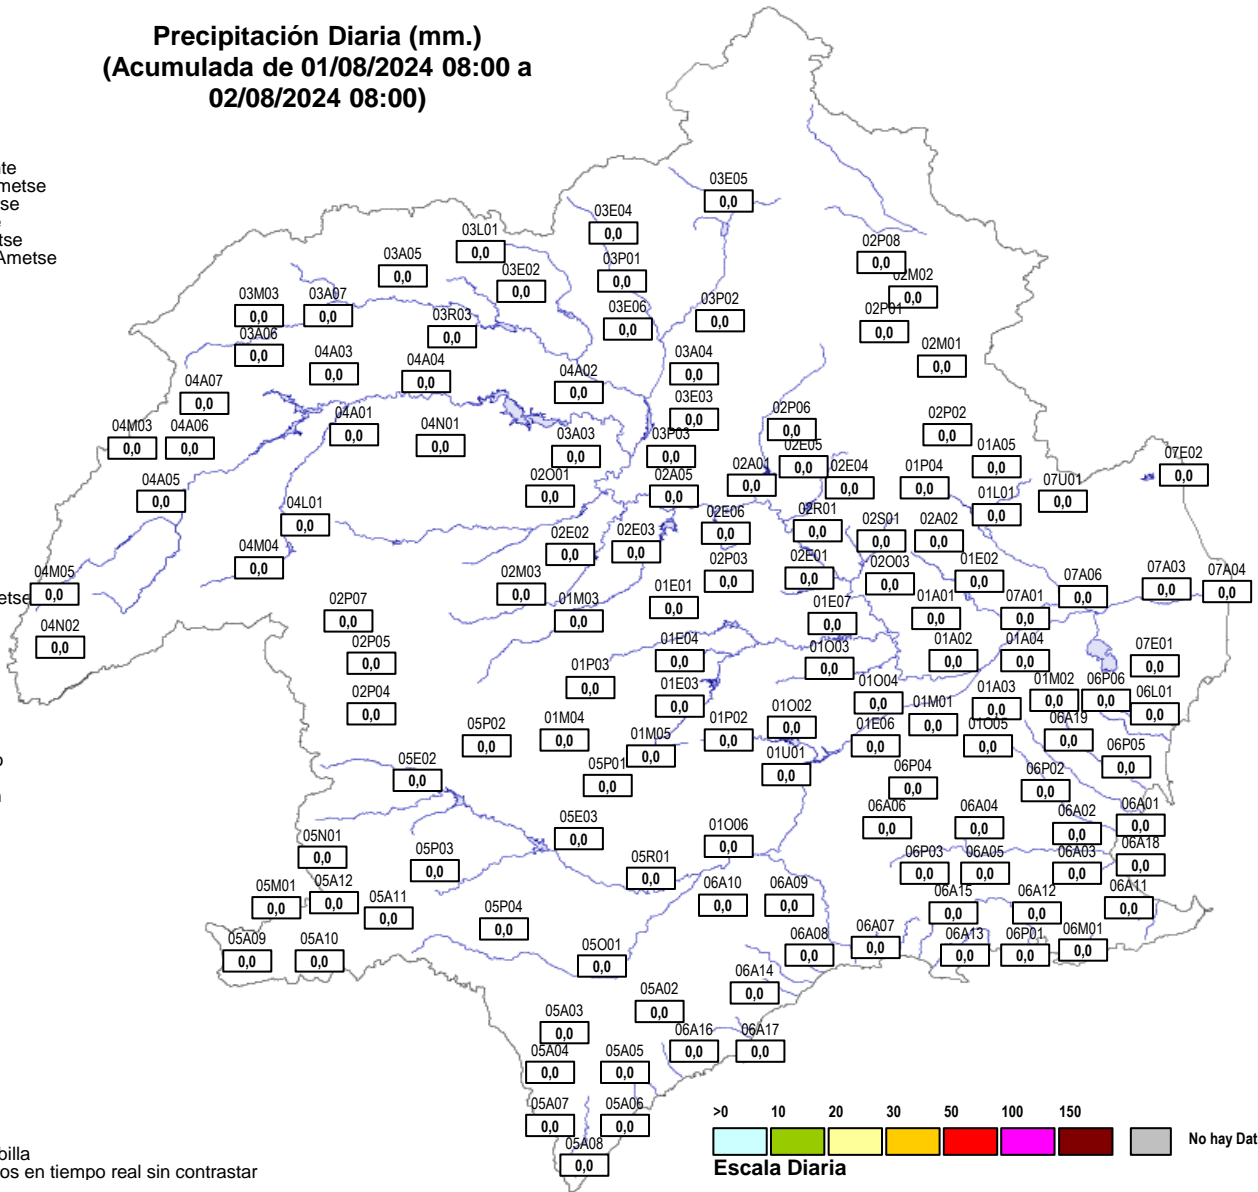 Precipitación Diaria (mm.)
(Acumulada de 01/08/2024 08:00 a
02/08/2024 08:00)
03E05
0,0
03E04
0,0
03L01
0,0
03A05
0,0
03E02
0,0
03P01
0,0
02P08
0,0
02M02
0,0
03M03
0,0
03A07
0,0
03R03
0,0
03E06
0,0
03P02
0,0
02P01
0,0
03A06
0,0
04A03
0,0
04A04
0,0
04A02
0,0
03A04
0,0
02M01
0,0
04A07
0,0
03E03
0,0
04M03
0,0
04A06
0,0
04A01
0,0
04N01
0,0
03A03
0,0
03P03
0,0
02P06
0,0
02E05
0,0
02P02
0,0
01A05
0,0
07E02
0,0
04A05
0,0
02O01
0,0
02A05
0,0
02A01
0,0
02E04
0,0
01P04
0,0
07U01
0,0
01L01
0,0
04L01
0,0
02E06
0,0
02R01
0,0
02S01
0,0
02A02
0,0
02E02
0,0
02E03
0,0
04M04
0,0
04M05
0,0
02M03
0,0
02P03
0,0
02E01
0,0
02O03
0,0
01E02
0,0
07A06
0,0
07A03
0,0
07A04
0,0
02P07
0,0
01M03
0,0
01E01
0,0
01E07
0,0
01A01
0,0
07A01
0,0
04N02
0,0
02P05
0,0
01E04
0,0
01O03
0,0
01A02
0,0
01A04
0,0
07E01
0,0
01P03
0,0
01E03
0,0
01O04
0,0
01A03
0,0
01M02
0,0
06P06
0,0
06L01
0,0
02P04
0,0
05P02
0,0
01M04
0,0
01M05
0,0
01P02
0,0
01O02
0,0
01E06
0,0
01M01
0,0
01O05
0,0
06A19
0,0
05E02
0,0
05P01
0,0
01U01
0,0
06P04
0,0
06P02
0,0
06P05
0,0
05E03
0,0
01O06
0,0
06A06
0,0
06A04
0,0
06A02
0,0
06A01
0,0
05N01
0,0
05P03
0,0
05R01
0,0
06P03
0,0
06A05
0,0
06A03
0,0
06A18
0,0
05M01
0,0
05A12
0,0
05A11
0,0
05P04
0,0
06A10
0,0
06A09
0,0
06A15
0,0
06A12
0,0
06A11
0,0
05A09
0,0
05A10
0,0
05O01
0,0
06A08
0,0
06A07
0,0
06A13
0,0
06P01
0,0
06M01
0,0
05A02
0,0
06A14
0,0
05A03
0,0
06A16
0,0
06A17
0,0
05A04
0,0
05A05
0,0
05A07
0,0
05A06
0,0
05A08
0,0
>0 10 20 30 50 100 150
No hay Dat
Escala Diaria
billa
os en tiempo real sin contrastar